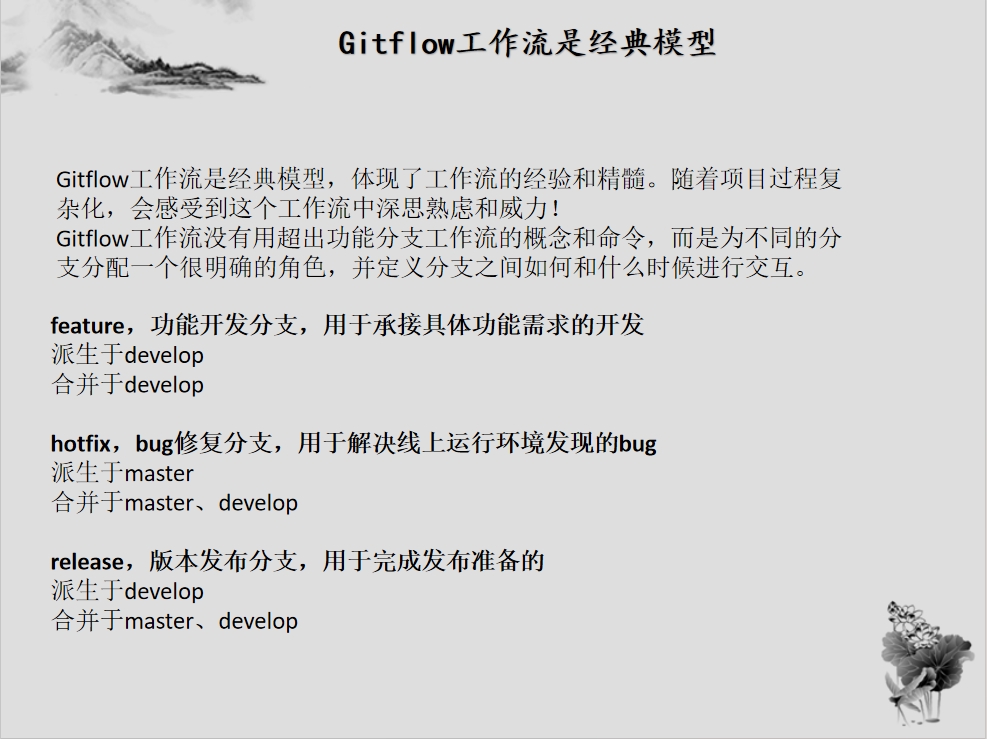 Gitflow工作流是经典模型
Gitflow工作流是经典模型，体现了工作流的经验和精髓。随着项目过程复
杂化，会感受到这个工作流中深思熟虑和威力！
Gitflow工作流没有用超出功能分支工作流的概念和命令，而是为不同的分
支分配一个很明确的角色，并定义分支之间如何和什么时候进行交互。
feature，功能开发分支，用于承接具体功能需求的开发
派生于develop
合并于develop
hotfix，bug修复分支，用于解决线上运行环境发现的bug
派生于master
合并于master、develop
release，版本发布分支，用于完成发布准备的
派生于develop
合并于master、develop